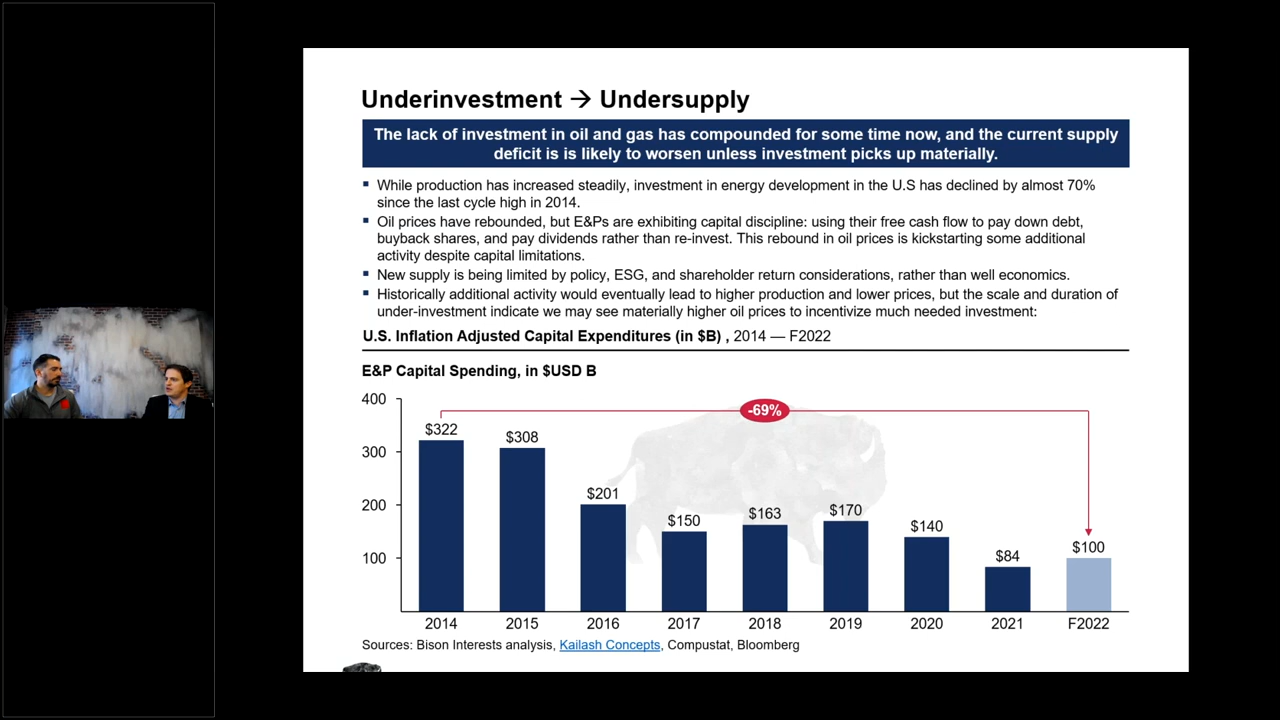 Underinvestment → Undersupply
The lack of investment in oil and gas has compounded for some time now, and the current supply
deficit is is likely to worsen unless investment picks up materially.
▪ While production has increased steadily, investment in energy development in the U.S has declined by almost 70%
since the last cycle high in 2014.
▪ Oil prices have rebounded, but E&Ps are exhibiting capital discipline: using their free cash flow to pay down debt,
buyback shares, and pay dividends rather than re-invest. This rebound in oil prices is kickstarting some additional
activity despite capital limitations.
▪ New supply is being limited by policy, ESG, and shareholder return considerations, rather than well economics.
▪ Historically additional activity would eventually lead to higher production and lower prices, but the scale and duration of
under-investment indicate we may see materially higher oil prices to incentivize much needed investment:
U.S. Inflation Adjusted Capital Expenditures (in $B) , 2014 — F2022
E&P Capital Spending, in $USD B
400
300
200
100
-69%
$322
$308
$201
$150
$163
$170
$140
$84
$100
2014 2015 2016 2017 2018 2019 2020 2021 F2022
Sources: Bison Interests analysis, Kailash Concepts, Compustat, Bloomberg